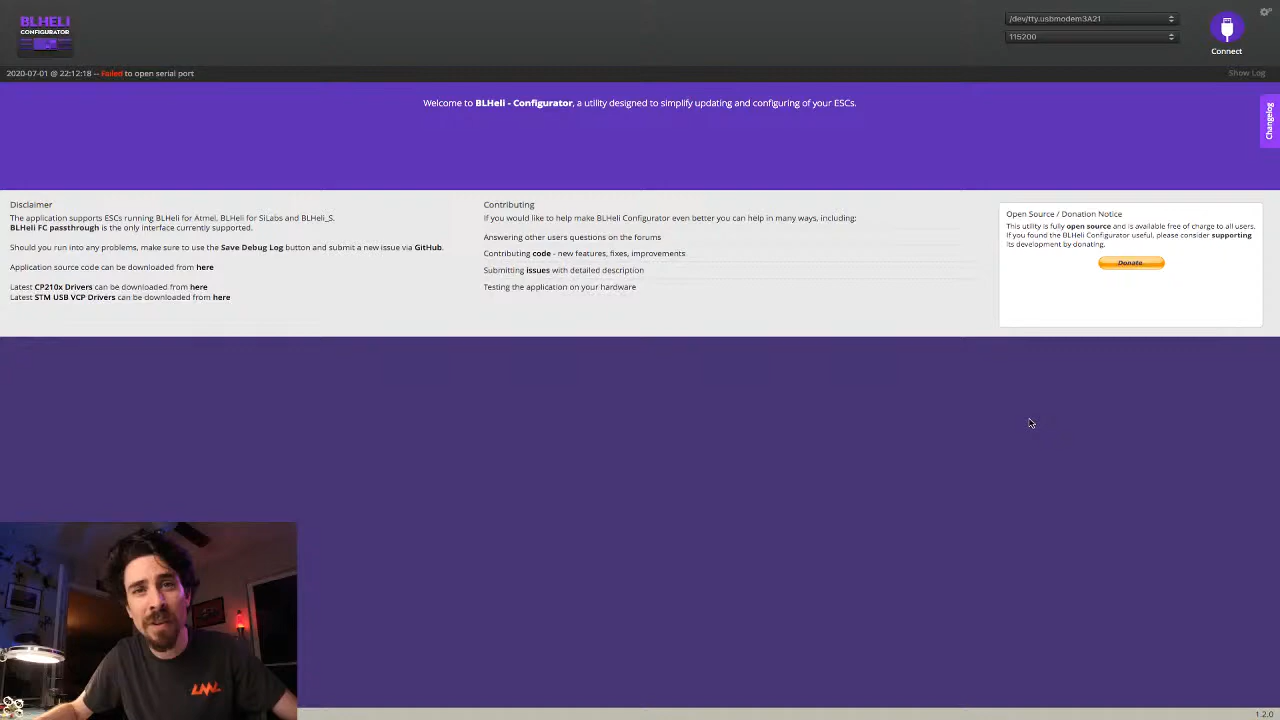 BLHELI
CONFIGURATOR
/dev/tty.usbmodem3A21
115200
Connect
2020-07-01 @ 22:12:18 -- Failed to open serial port
Show Log
Welcome to BLHeli - Configurator, a utility designed to simplify updating and configuring of your ESCs.
Changelog
Disclaimer
The application supports ESCs running BLHeli for Atmel, BLHeli for SiLabs and BLHeli_S.
BLHeli FC passthrough is the only interface currently supported.
Should you run into any problems, make sure to use the Save Debug Log button and submit a new issue via GitHub.
Application source code can be downloaded from here
Latest CP210x Drivers can be downloaded from here
Latest STM USB VCP Drivers can be downloaded from here
Contributing
If you would like to help make BLHeli Configurator even better you can help in many ways, including:
Answering other users questions on the forums
Contributing code - new features, fixes, improvements
Submitting issues with detailed description
Testing the application on your hardware
Open Source / Donation Notice
This utility is fully open source and is available free of charge to all users.
If you found the BLHeli Configurator useful, please consider supporting
its development by donating.
Donate
1.2.0